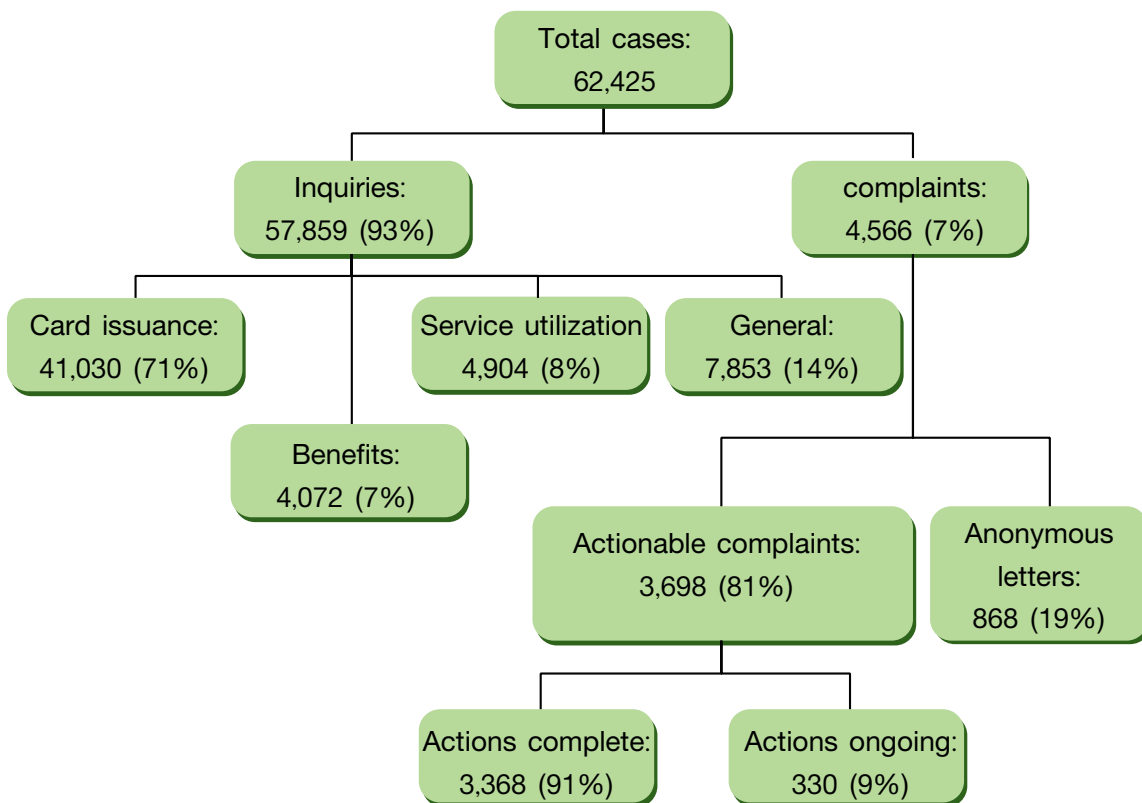 Total cases:
62,425
Inquiries:
57,859 (93%)
complaints:
4,566 (7%)
Card issuance:
41,030 (71%)
Service utilization
4,904 (8%)
General:
7,853 (14%)
Benefits:
4,072 (7%)
Actionable complaints:
3,698 (81%)
Anonymous
letters:
868 (19%)
Actions complete:
3,368 (91%)
Actions ongoing:
330 (9%)